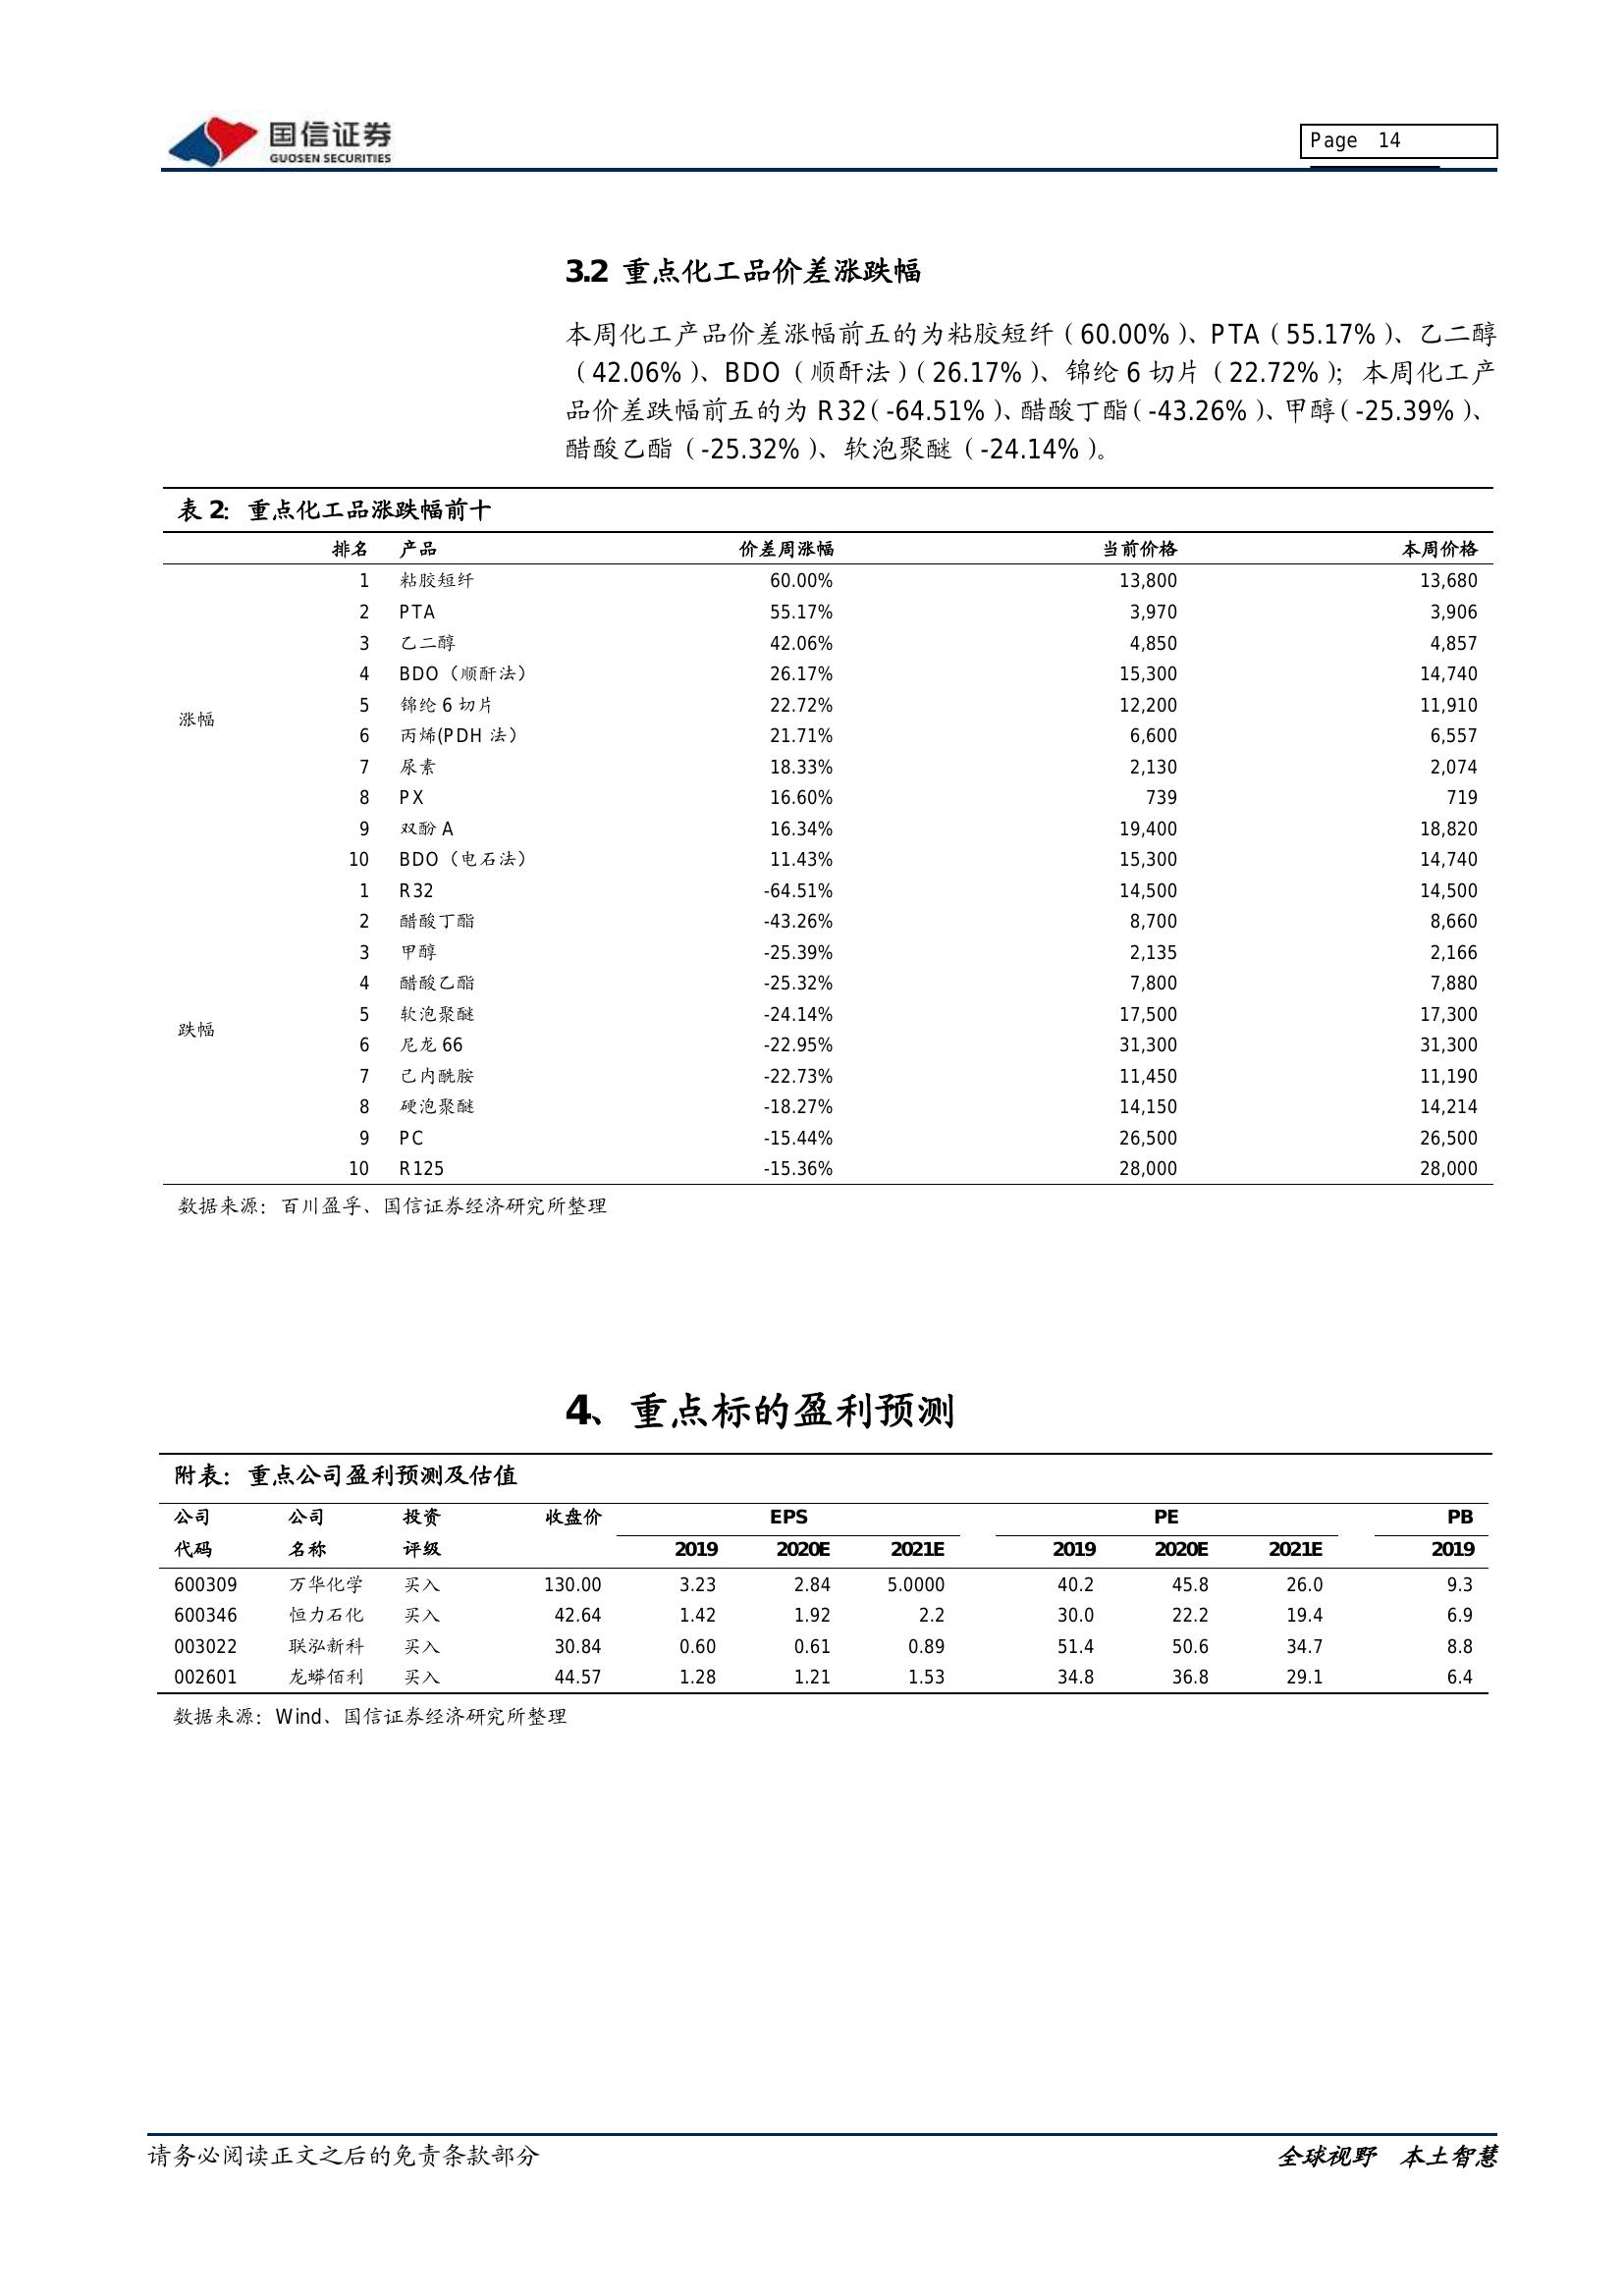 国信证券
GUOSEN SECURITIES
Page 14
3.2 重点化工品价差涨跌幅
本周化工产品价差涨幅前五的为粘胶短纤（60.00%）、PTA（55.17%）、乙二醇
（42.06%）、BDO（顺酐法）（26.17%）、锦纶 6 切片（22.72%）；本周化工产
品价差跌幅前五的为 R32（-64.51%）、醋酸丁酯（-43.26%）、甲醇（-25.39%）、
醋酸乙酯（-25.32%）、软泡聚醚（-24.14%）。
表 2：重点化工品涨跌幅前十
排名 产品 价差周涨幅 当前价格 本周价格
1 粘胶短纤 60.00% 13,800 13,680
2 PTA 55.17% 3,970 3,906
3 乙二醇 42.06% 4,850 4,857
4 BDO（顺酐法） 26.17% 15,300 14,740
涨幅
5 锦纶 6 切片 22.72% 12,200 11,910
6 丙烯(PDH 法） 21.71% 6,600 6,557
7 尿素 18.33% 2,130 2,074
8 PX 16.60% 739 719
9 双酚 A 16.34% 19,400 18,820
10 BDO（电石法） 11.43% 15,300 14,740
1 R32 -64.51% 14,500 14,500
2 醋酸丁酯 -43.26% 8,700 8,660
3 甲醇 -25.39% 2,135 2,166
4 醋酸乙酯 -25.32% 7,800 7,880
跌幅
5 软泡聚醚 -24.14% 17,500 17,300
6 尼龙 66 -22.95% 31,300 31,300
7 己内酰胺 -22.73% 11,450 11,190
8 硬泡聚醚 -18.27% 14,150 14,214
9 PC -15.44% 26,500 26,500
10 R125 -15.36% 28,000 28,000
数据来源：百川盈孚、国信证券经济研究所整理
4、重点标的盈利预测
附表：重点公司盈利预测及估值
公司 公司 投资 收盘价 EPS PE PB
代码 名称 评级 2019 2020E 2021E 2019 2020E 2021E 2019
600309 万华化学 买入 130.00 3.23 2.84 5.0000 40.2 45.8 26.0 9.3
600346 恒力石化 买入 42.64 1.42 1.92 2.2 30.0 22.2 19.4 6.9
003022 联泓新科 买入 30.84 0.60 0.61 0.89 51.4 50.6 34.7 8.8
002601 龙蟒佰利 买入 44.57 1.28 1.21 1.53 34.8 36.8 29.1 6.4
数据来源：Wind、国信证券经济研究所整理
请务必阅读正文之后的免责条款部分
全球视野 本土智慧